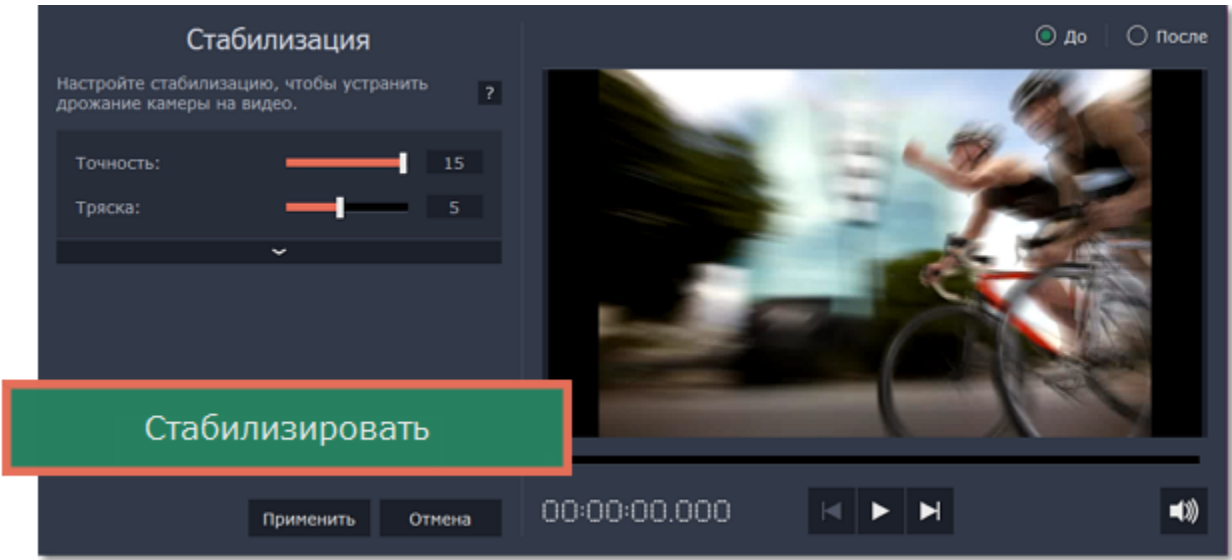 Стабилизация
Настройте стабилизацию, чтобы устранить
дрожание камеры на видео.
?
Точность: 15
Тряска: 5
Стабилизировать
Применить Отмена
До После
00:00:00.000